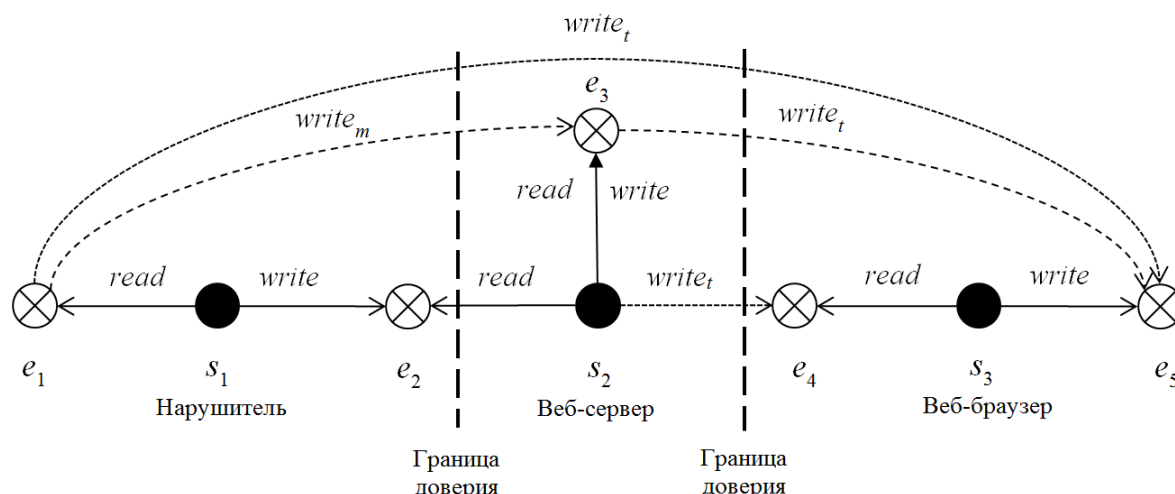 write_t
e_3
write_m
write_t
read write
read write read write_t read write
e_1 s_1 e_2 s_2 e_4 s_3 e_5
Нарушитель Веб-сервер Веб-браузер
Граница доверия
Граница доверия